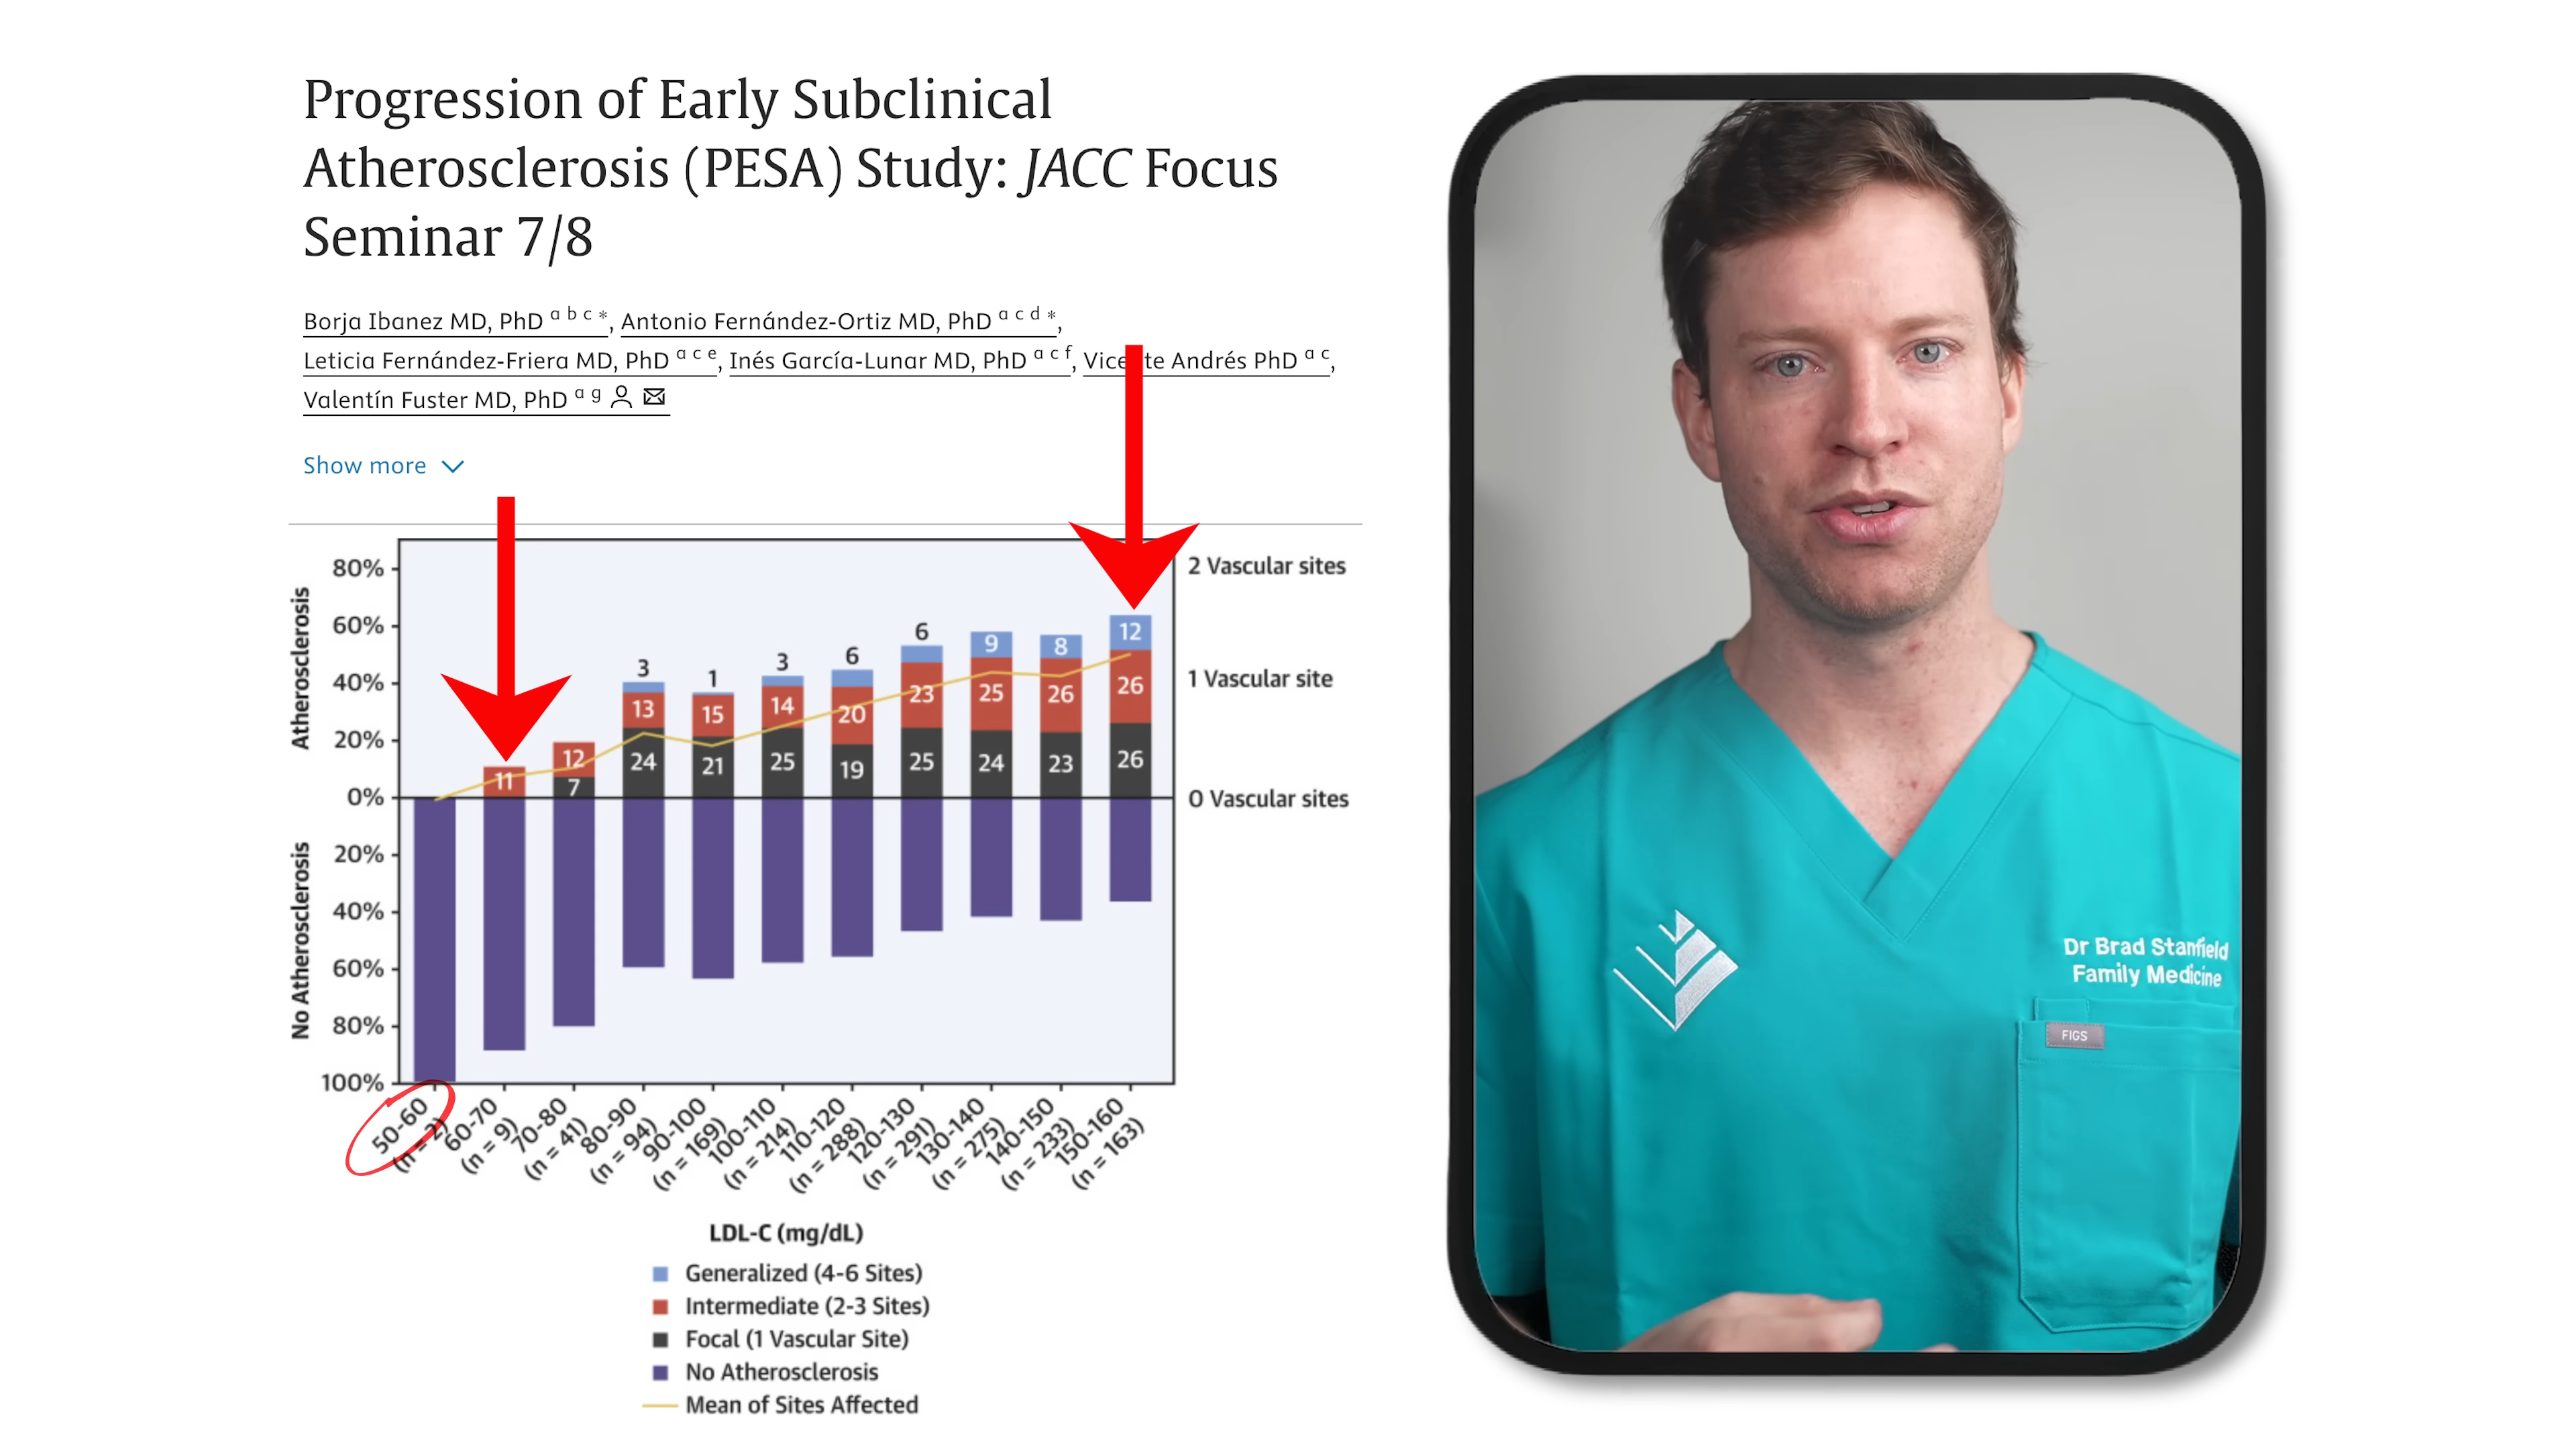 Progression of Early Subclinical
Atherosclerosis (PESA) Study: JACC Focus
Seminar 7/8
Borja Ibanez MD, PhD a b c *, Antonio Fernández-Ortiz MD, PhD a c d *,
Leticia Fernández-Friera MD, PhD a c e, Inés García-Lunar MD, PhD a c f, Vice te Andrés PhD a c,
Valentín Fuster MD, PhD a g
Show more
Atherosclerosis
No Atherosclerosis
80%
60%
40%
20%
0%
20%
40%
60%
80%
100%
2 Vascular sites
1 Vascular site
0 Vascular sites
11
12
7
3
13
24
1
15
21
3
14
25
6
20
19
6
23
25
9
25
24
8
26
23
12
26
26
50-60
(n = 2)
60-70
(n = 9)
70-80
(n = 41)
80-90
(n = 94)
90-100
(n = 169)
100-110
(n = 214)
110-120
(n = 288)
120-130
(n = 291)
130-140
(n = 275)
140-150
(n = 233)
150-160
(n = 163)
LDL-C (mg/dL)
Generalized (4-6 Sites)
Intermediate (2-3 Sites)
Focal (1 Vascular Site)
No Atherosclerosis
Mean of Sites Affected
Dr Brad Stanfield
Family Medicine
FIGS